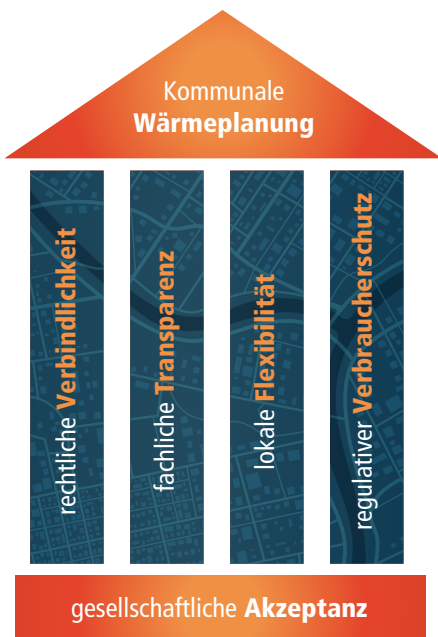 Kommunale
Wärmeplanung
rechtliche Verbindlichkeit
fachliche Transparenz
lokale Flexibilität
regulativer Verbraucherschutz
gesellschaftliche Akzeptanz